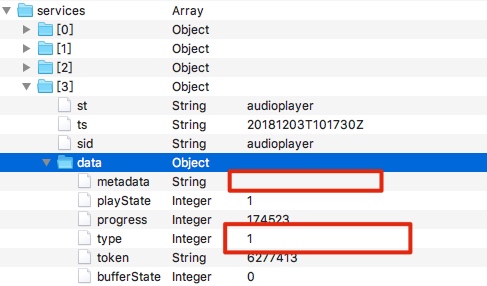 services Array
[0] Object
[1] Object
[2] Object
[3] Object
st String audioplayer
ts String 20181203T101730Z
sid String audioplayer
data Object
metadata String
playState Integer 1
progress Integer 174523
type Integer 1
token String 6277413
bufferState Integer 0